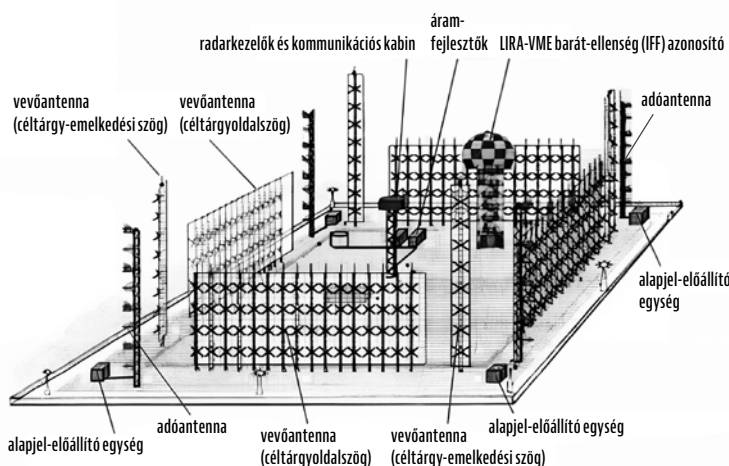 radarkezelők és kommunikációs kabin
áram-
fejlesztők
LIRA-VME barát-ellenség (IFF) azonosító
vevőantenna
(céltárgy-emelkedési szög)
vevőantenna
(céltárgyoldalszög)
adóantenna
alapjel-előállító
egység
alapjel-előállító egység
adóantenna
vevőantenna
(céltárgyoldalszög)
vevőantenna
(céltárgy-emelkedési szög)
alapjel-előállító egység